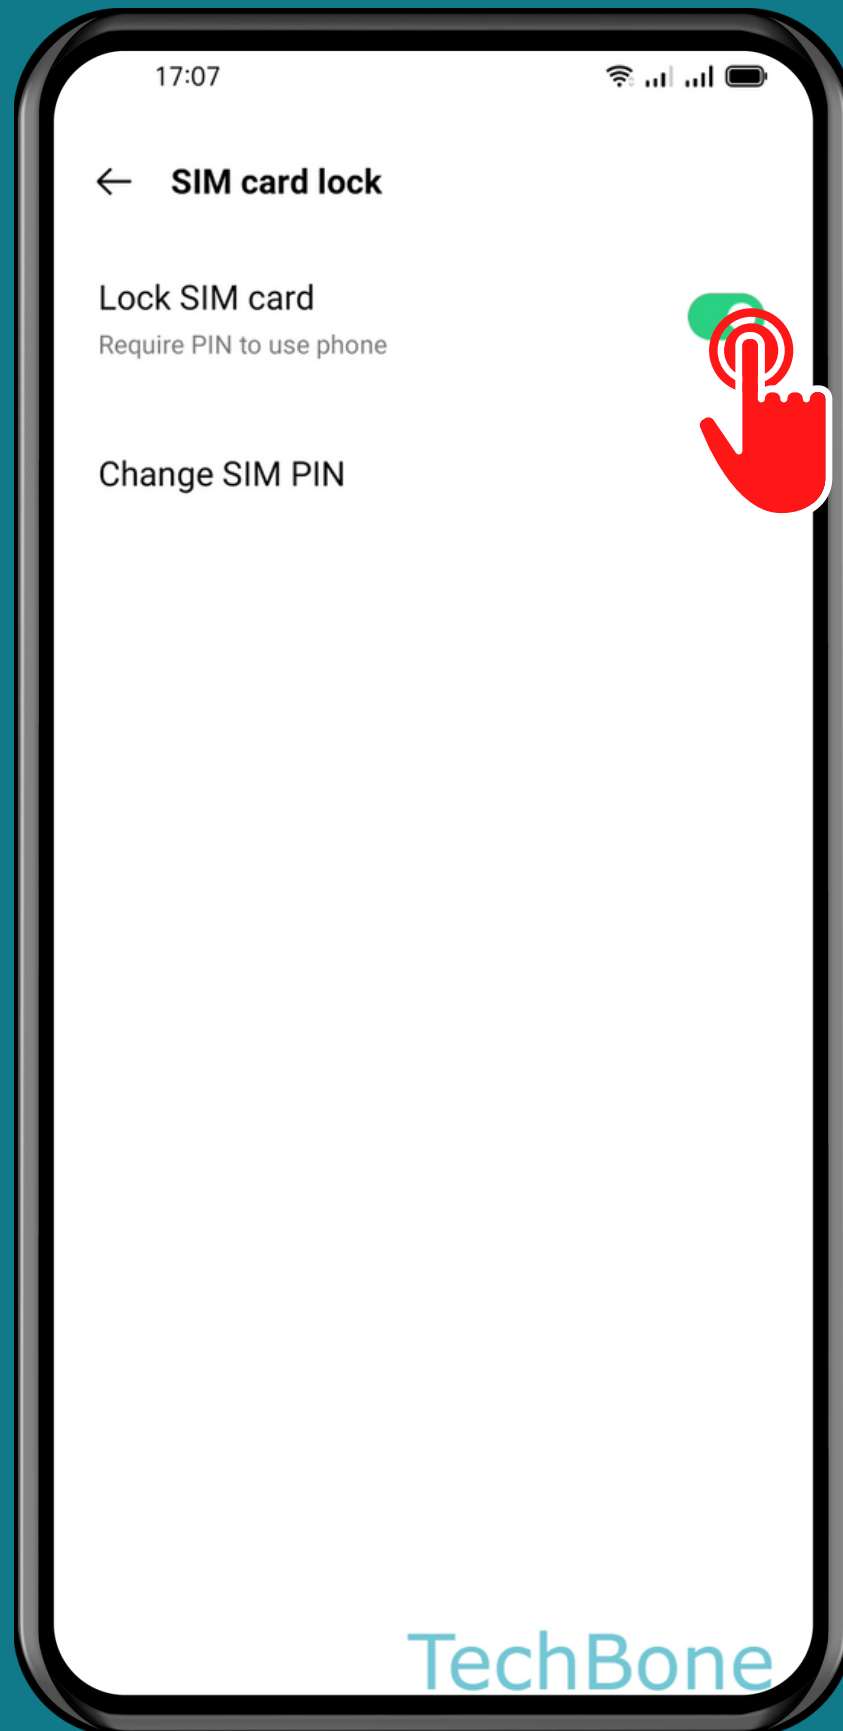 17:07
SIM card lock
Lock SIM card
Require PIN to use phone
Change SIM PIN
TechBone